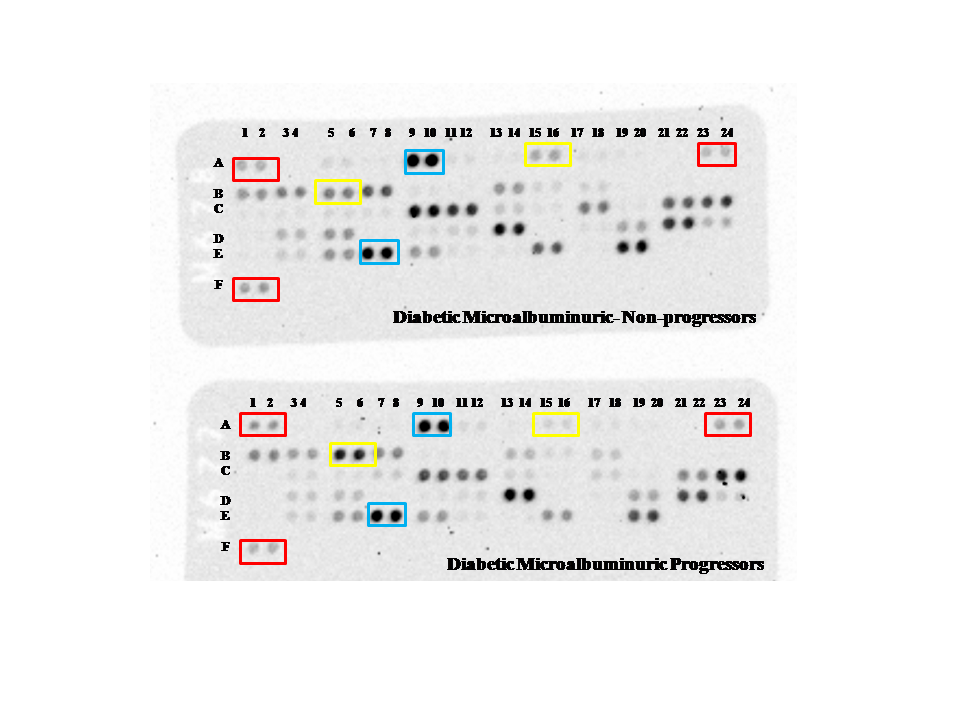 1 2 3 4 5 6 7 8 9 10 11 12 13 14 15 16 17 18 19 20 21 22 23 24
A
B
C
D
E
F
Diabetic Microalbuminuric- Non-progressors
1 2 3 4 5 6 7 8 9 10 11 12 13 14 15 16 17 18 19 20 21 22 23 24
A
B
C
D
E
F
Diabetic Microalbuminuric Progressors